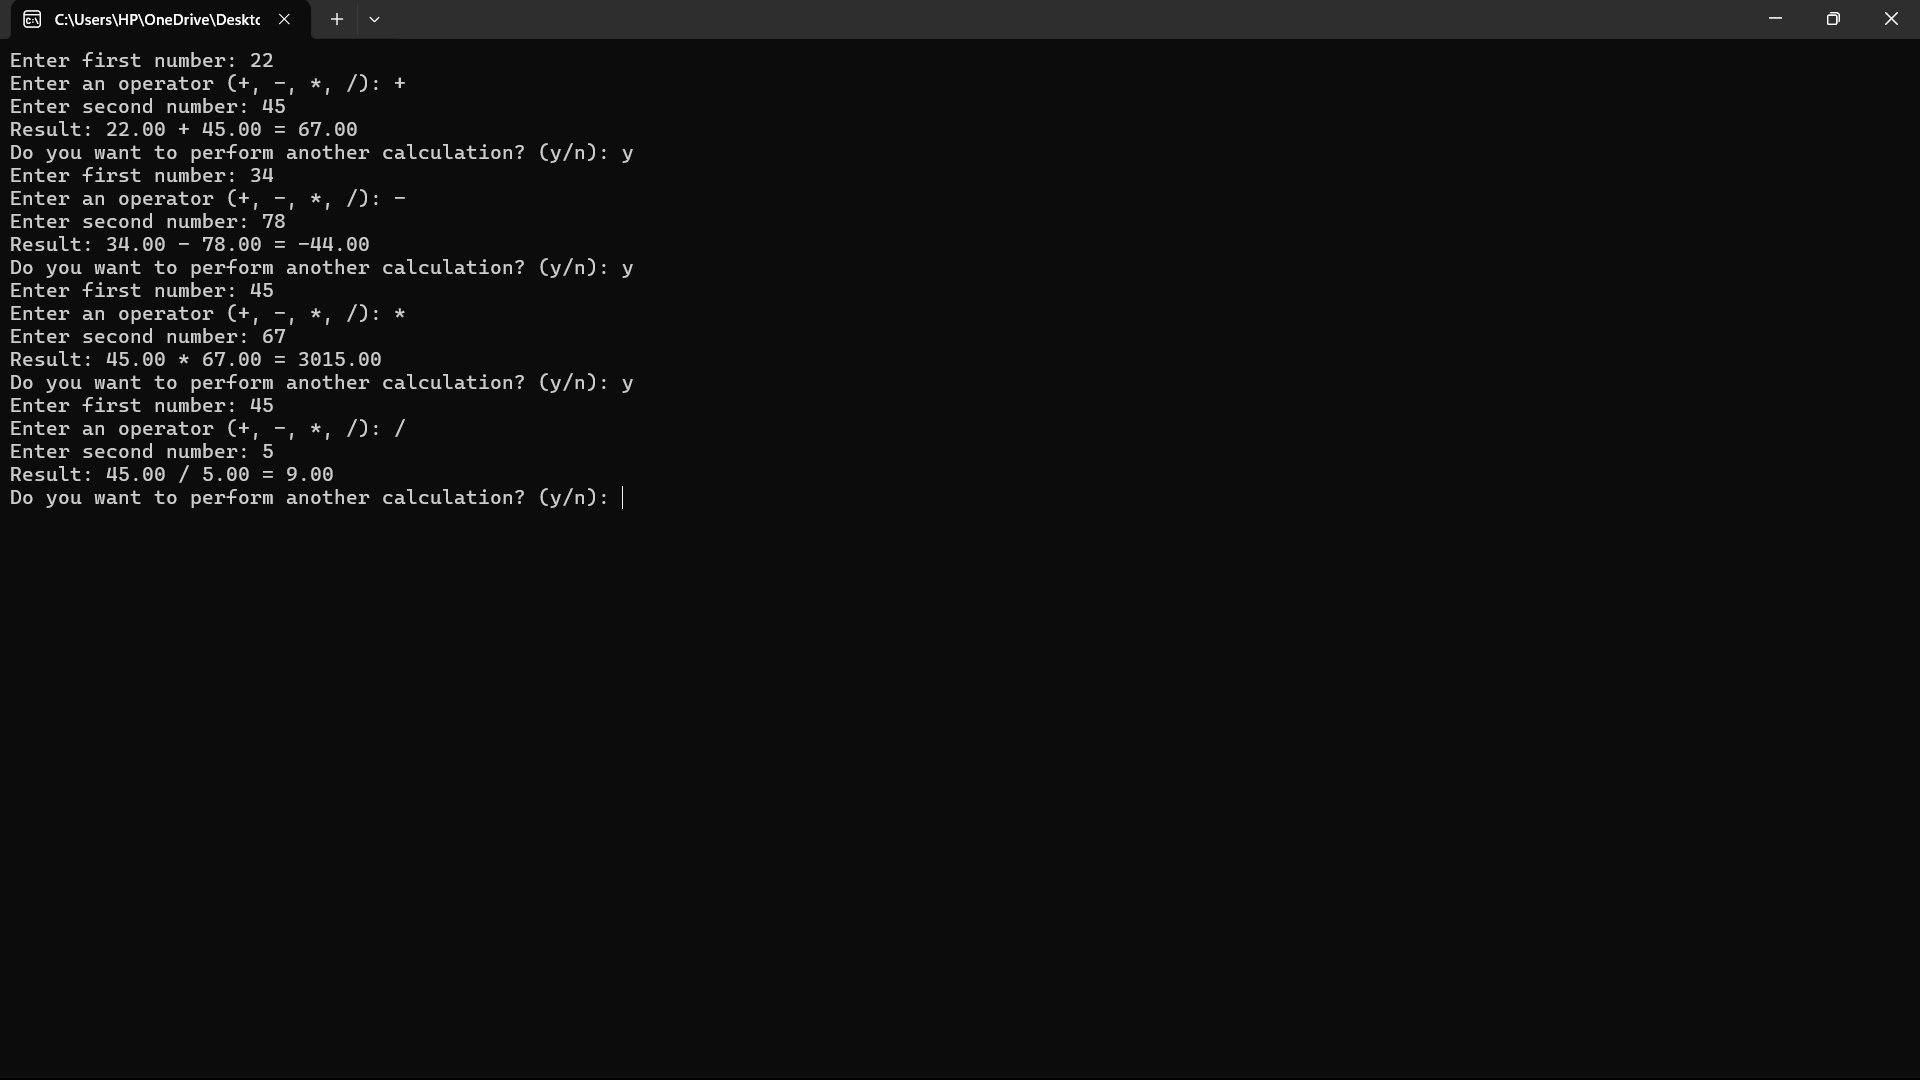 C:\Users\HP\OneDrive\Deskto
Enter first number: 22
Enter an operator (+, -, *, /): +
Enter second number: 45
Result: 22.00 + 45.00 = 67.00
Do you want to perform another calculation? (y/n): y
Enter first number: 34
Enter an operator (+, -, *, /): -
Enter second number: 78
Result: 34.00 - 78.00 = -44.00
Do you want to perform another calculation? (y/n): y
Enter first number: 45
Enter an operator (+, -, *, /): *
Enter second number: 67
Result: 45.00 * 67.00 = 3015.00
Do you want to perform another calculation? (y/n): y
Enter first number: 45
Enter an operator (+, -, *, /): /
Enter second number: 5
Result: 45.00 / 5.00 = 9.00
Do you want to perform another calculation? (y/n):